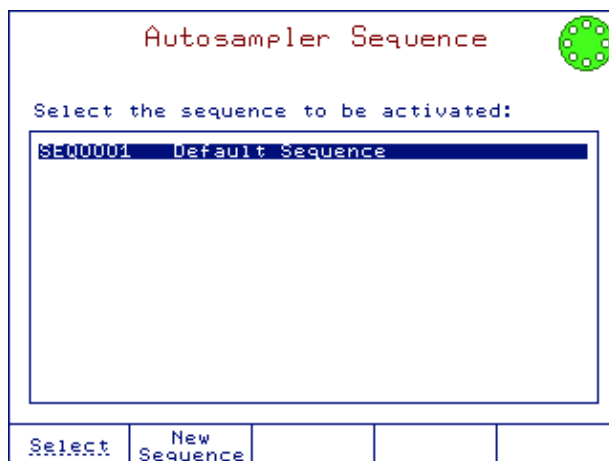 Autosampler Sequence
Select the sequence to be activated:
SEQ0001 Default Sequence
Select
New
Sequence